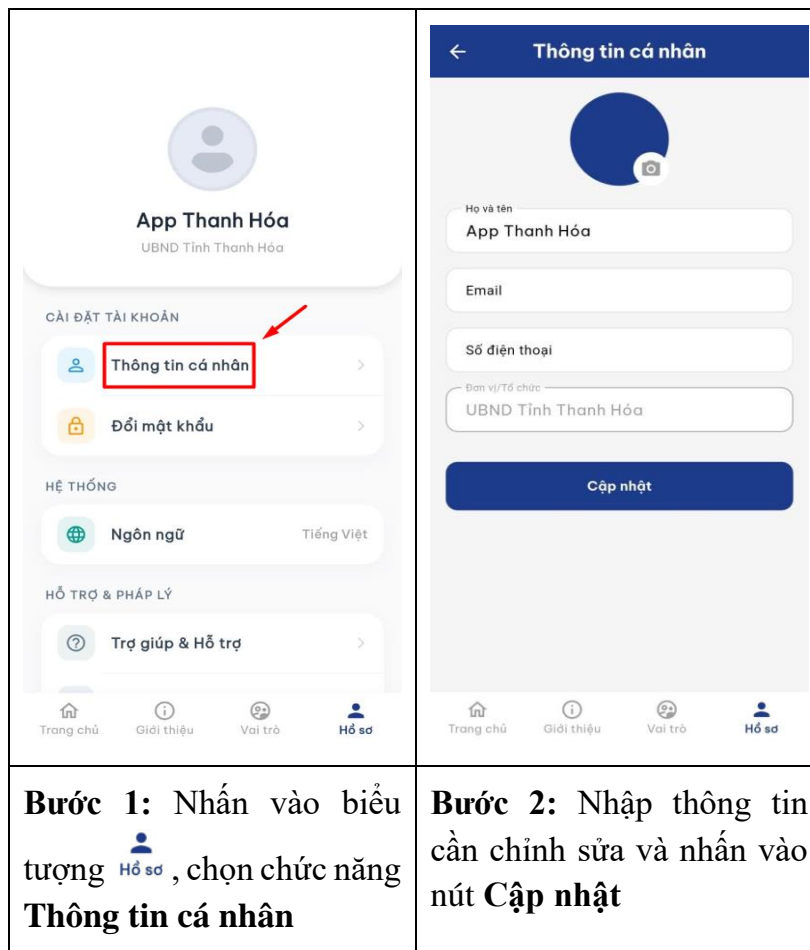 App Thanh Hóa
UBND Tỉnh Thanh Hóa
CÀI ĐẶT TÀI KHOẢN
Thông tin cá nhân
Đổi mật khẩu
HỆ THỐNG
Ngôn ngữ Tiếng Việt
HỖ TRỢ & PHÁP LÝ
Trợ giúp & Hỗ trợ
Trang chủ Giới thiệu Vai trò Hồ sơ
Thông tin cá nhân
Họ và tên
App Thanh Hóa
Email
Số điện thoại
Đơn vị/Tổ chức
UBND Tỉnh Thanh Hóa
Cập nhật
Trang chủ Giới thiệu Vai trò Hồ sơ
Bước 1: Nhấn vào biểu
tượng Hồ sơ , chọn chức năng
Thông tin cá nhân
Bước 2: Nhập thông tin
cần chỉnh sửa và nhấn vào
nút Cập nhật